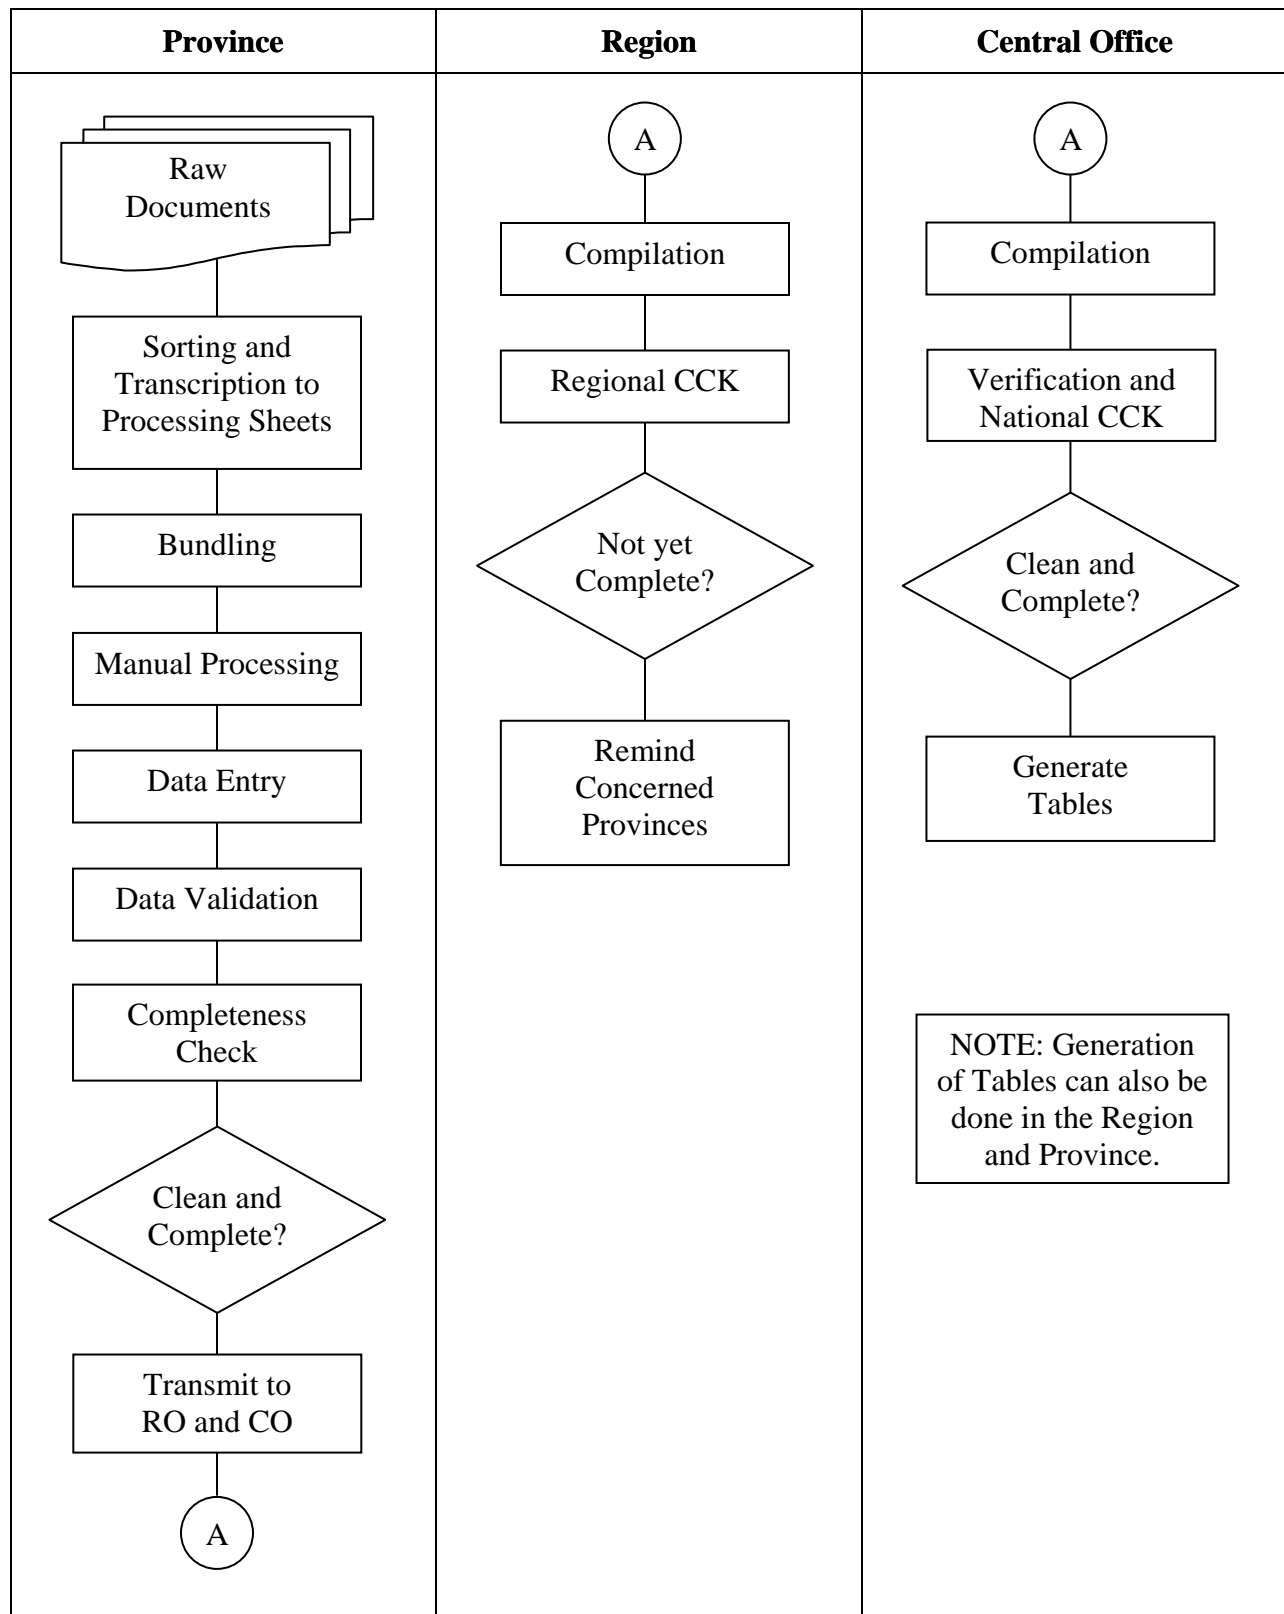 Province
Region
Central Office
Raw
Documents
Sorting and
Transcription to
Processing Sheets
Bundling
Manual Processing
Data Entry
Data Validation
Completeness
Check
Clean and
Complete?
Transmit to
RO and CO
A
A
Compilation
Regional CCK
Not yet
Complete?
Remind
Concerned
Provinces
A
Compilation
Verification and
National CCK
Clean and
Complete?
Generate
Tables
NOTE: Generation
of Tables can also be
done in the Region
and Province.